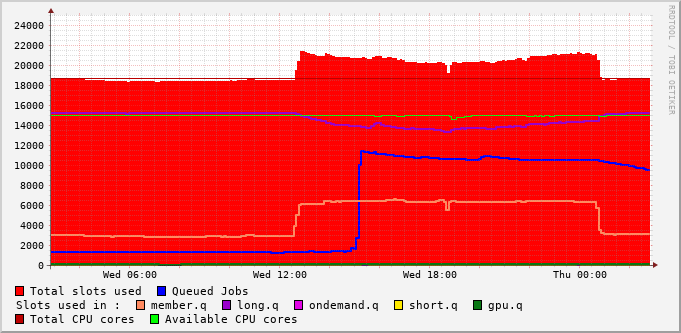 RRDTOOL / TOBI OETIKER
24000
22000
20000
18000
16000
14000
12000
10000
8000
6000
4000
2000
0
Wed 06:00 Wed 12:00 Wed 18:00 Thu 00:00
Total slots used Queued Jobs
Slots used in : member.q long.q ondemand.q short.q gpu.q
Total CPU cores Available CPU cores